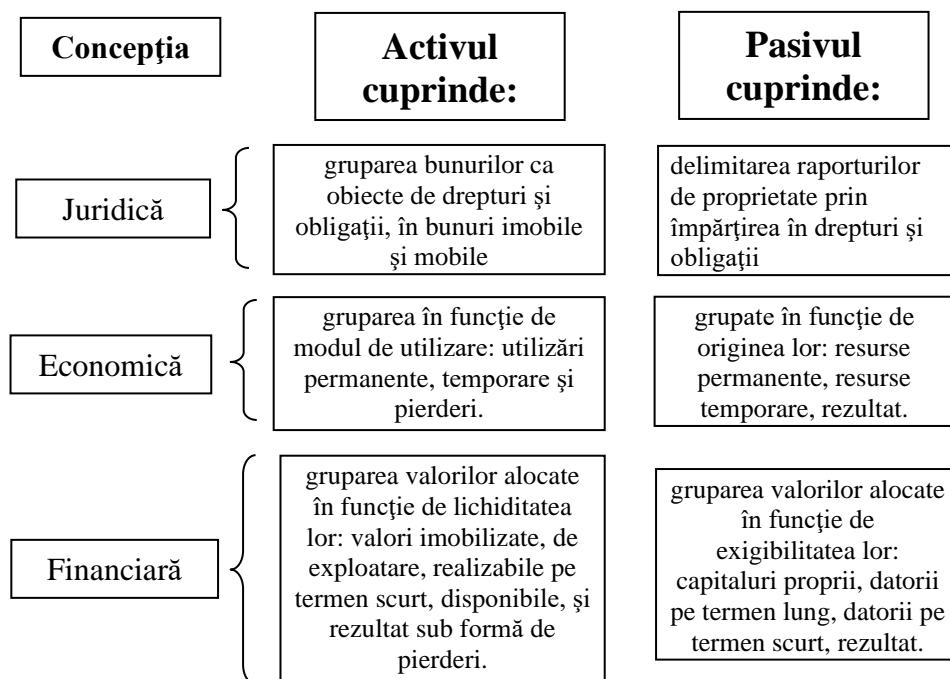 Concepţia
Activul
cuprinde:
Pasivul
cuprinde:
Juridică
gruparea bunurilor ca
obiecte de drepturi şi
obligaţii, în bunuri imobile
şi mobile
delimitarea raporturilor
de proprietate prin
împărţirea în drepturi şi
obligaţii
Economică
gruparea în funcţie de
modul de utilizare: utilizări
permanente, temporare şi
pierderi.
grupate în funcţie de
originea lor: resurse
permanente, resurse
temporare, rezultat.
Financiară
gruparea valorilor alocate
în funcţie de lichiditatea
lor: valori imobilizate, de
exploatare, realizabile pe
termen scurt, disponibile, şi
rezultat sub formă de
pierderi.
gruparea valorilor alocate
în funcţie de
exigibilitatea lor:
capitaluri proprii, datorii
pe termen lung, datorii pe
termen scurt, rezultat.